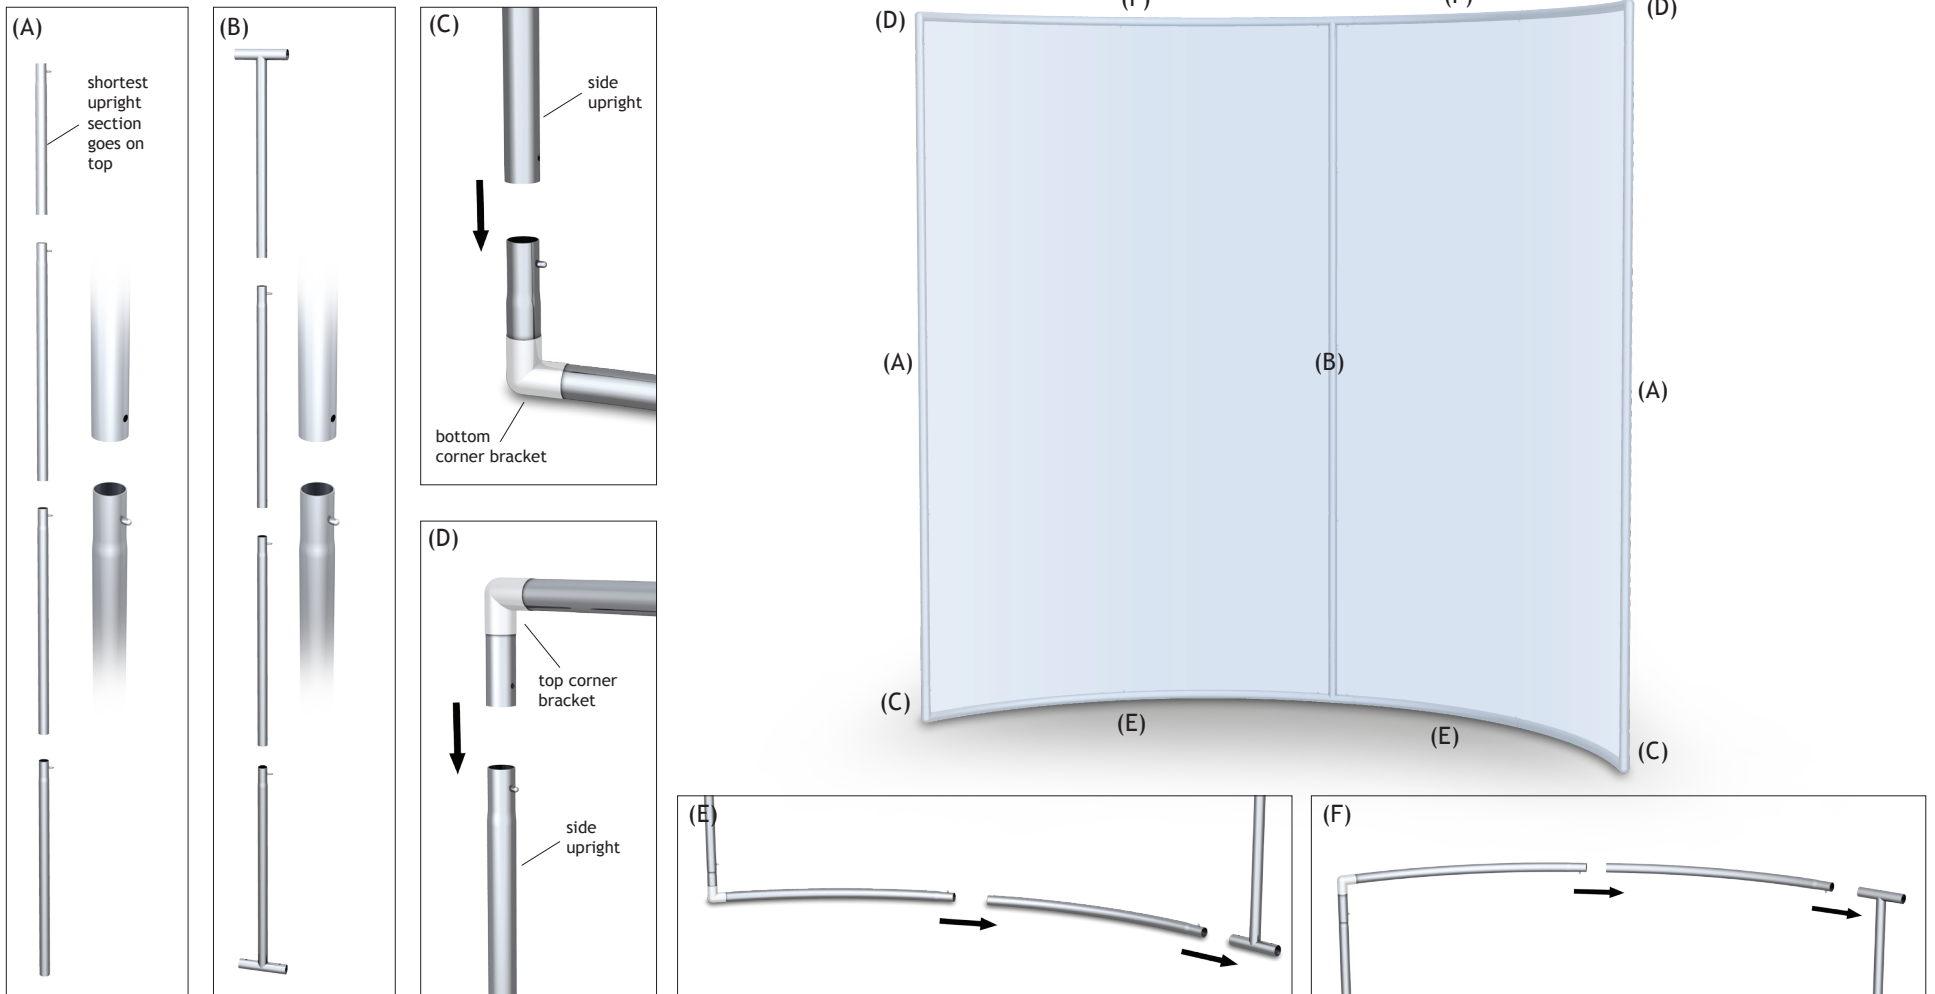 (A)
shortest
upright
section
goes on
top
(B)
(C)
side
upright
bottom
corner bracket
(D)
top corner
bracket
side
upright
(F)
(F)
(D)
(D)
(A)
(B)
(A)
(C)
(E)
(E)
(C)
(E)
(F)